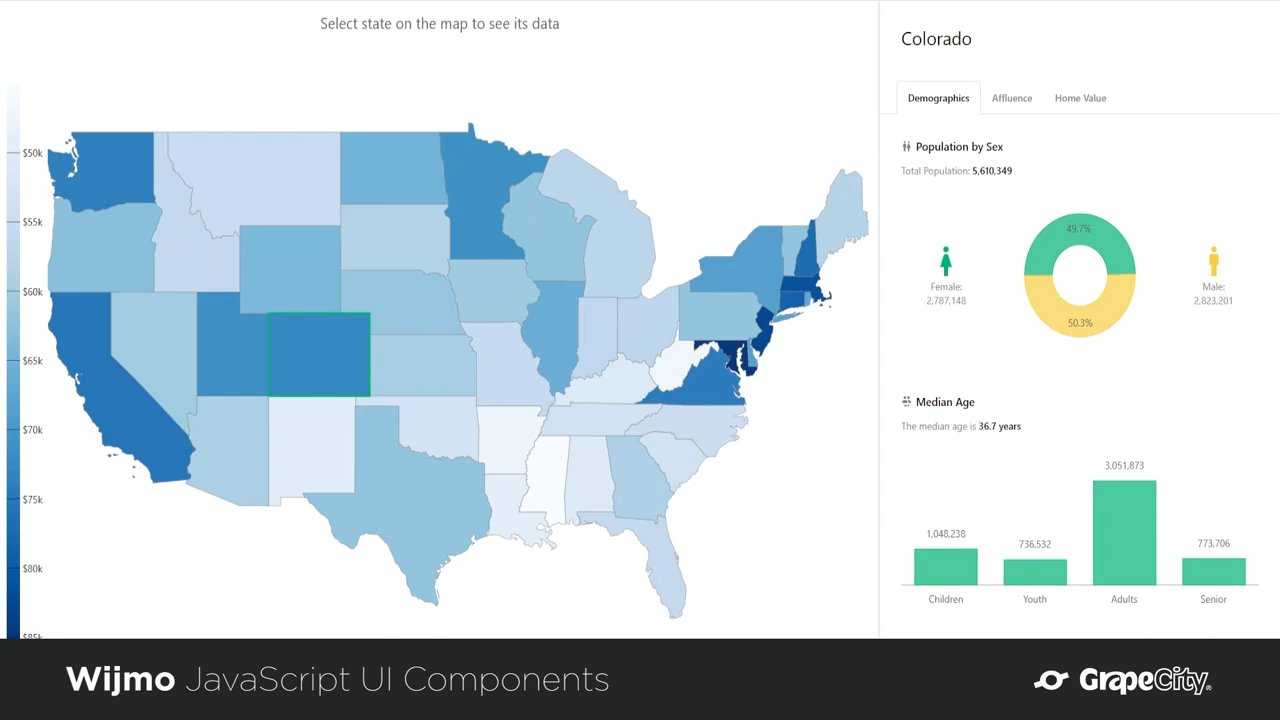 Select state on the map to see its data
$50k
$55k
$60k
$65k
$70k
$75k
$80k
$85k
Colorado
Demographics Affluence Home Value
Population by Sex
Total Population: 5,610,349
49.7%
Female:
2,787,148
Male:
2,823,201
50.3%
Median Age
The median age is 36.7 years
3,051,873
1,048,238
736,532
773,706
Children Youth Adults Senior
Wijmo JavaScript UI Components
GrapeCity®